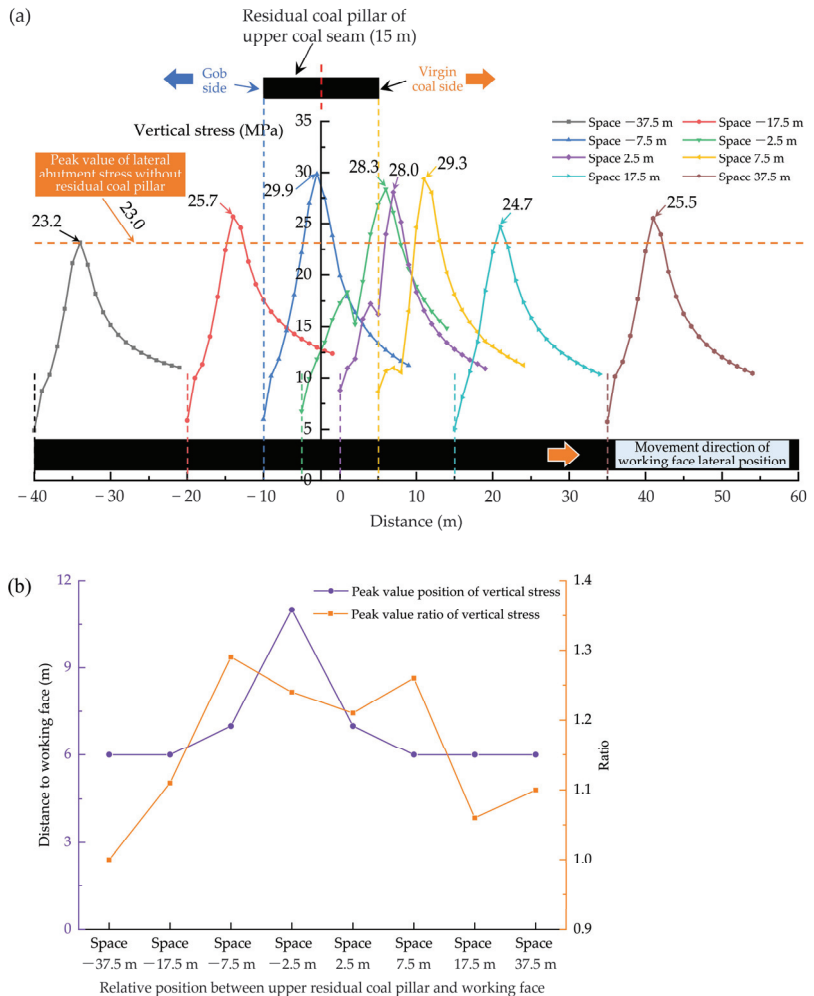 (a)
Residual coal pillar of
upper coal seam (15 m)
Gob
side
Virgin
coal side
Vertical stress (MPa)
Peak value of lateral
abutment stress without
residual coal pillar
23.0
Space −37.5 m
Space −17.5 m
Space −7.5 m
Space −2.5 m
Space 2.5 m
Space 7.5 m
Space 17.5 m
Space 37.5 m
23.2
25.7
29.9
28.3
28.0
29.3
24.7
25.5
35
30
25
20
15
10
5
0
Movement direction of
working face lateral position
−40
−30
−20
−10
0
10
20
30
40
50
60
Distance (m)
(b)
Peak value position of vertical stress
Peak value ratio of vertical stress
Distance to working face (m)
12
9
6
3
0
Ratio
1.4
1.3
1.2
1.1
1.0
0.9
Space
−37.5 m
Space
−17.5 m
Space
−7.5 m
Space
−2.5 m
Space
2.5 m
Space
7.5 m
Space
17.5 m
Space
37.5 m
Relative position between upper residual coal pillar and working face